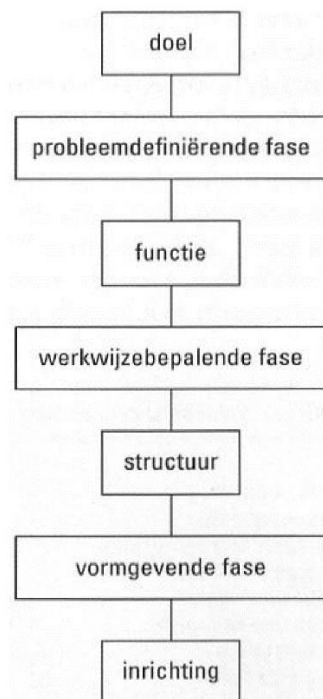 doel
probleemdefiniërende fase
functie
werkwijzebepalende fase
structuur
vormgevende fase
inrichting